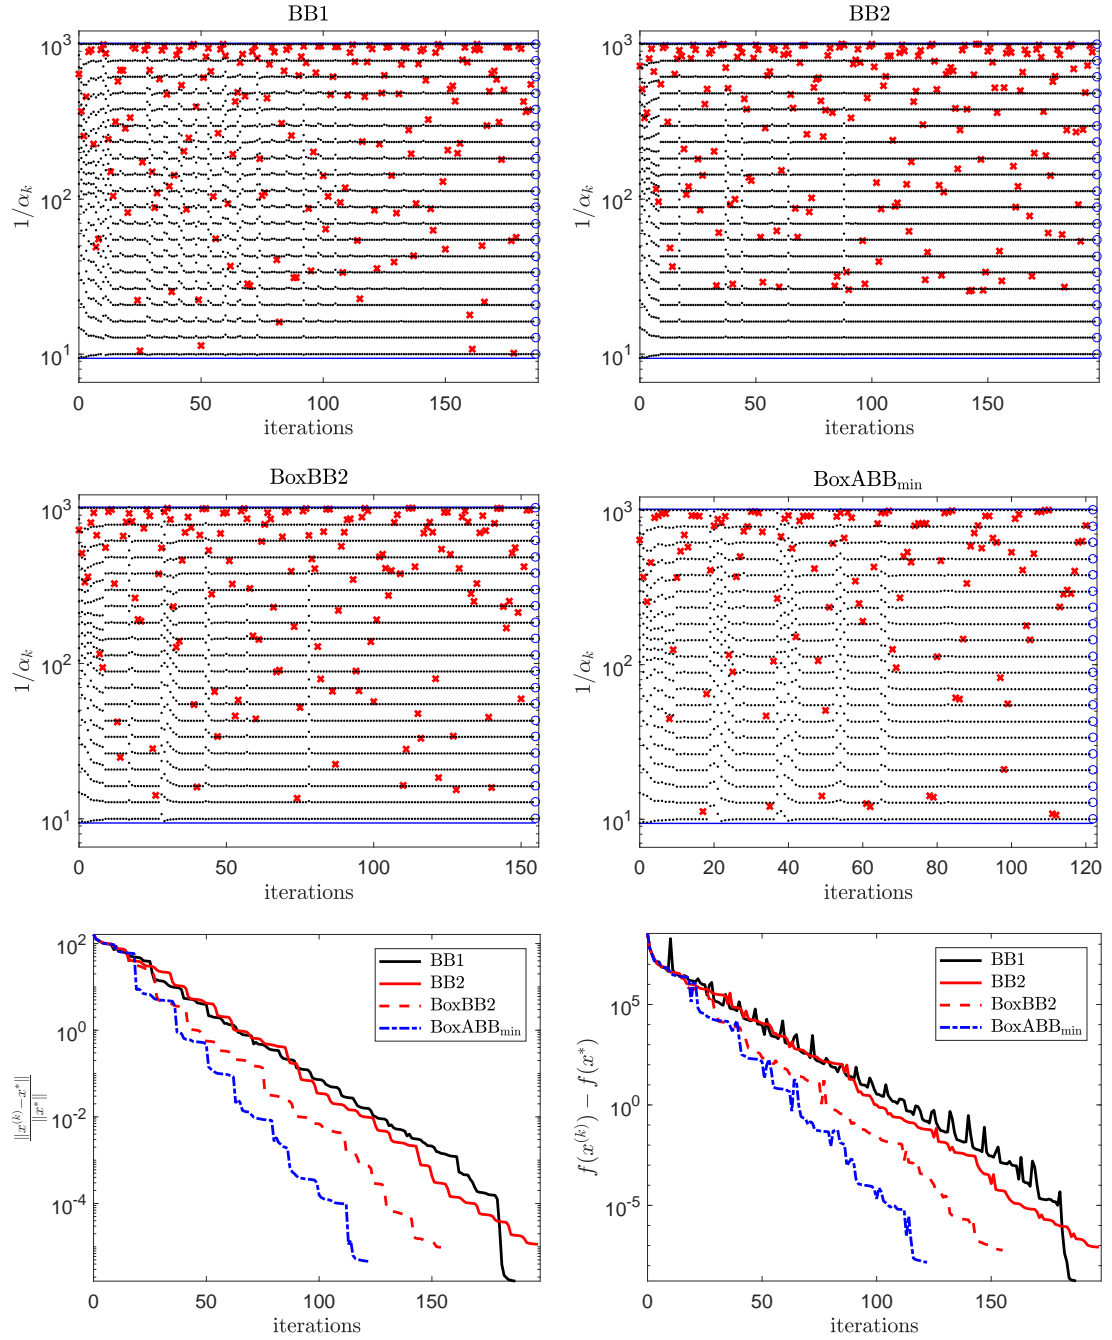 BB1
10^3
10^2
10^1
1/α_k
0 50 100 150
iterations
BB2
10^3
10^2
10^1
1/α_k
0 50 100 150
iterations
BoxBB2
10^3
10^2
10^1
1/α_k
0 50 100 150
iterations
BoxABB_min
10^3
10^2
10^1
1/α_k
0 20 40 60 80 100 120
iterations
10^2
10^0
10^-2
10^-4
||x^(k)−x*||
||x*||
BB1
BB2
BoxBB2
BoxABB_min
0 50 100 150
iterations
10^5
10^0
10^-5
f(x^(k)) − f(x*)
BB1
BB2
BoxBB2
BoxABB_min
0 50 100 150
iterations